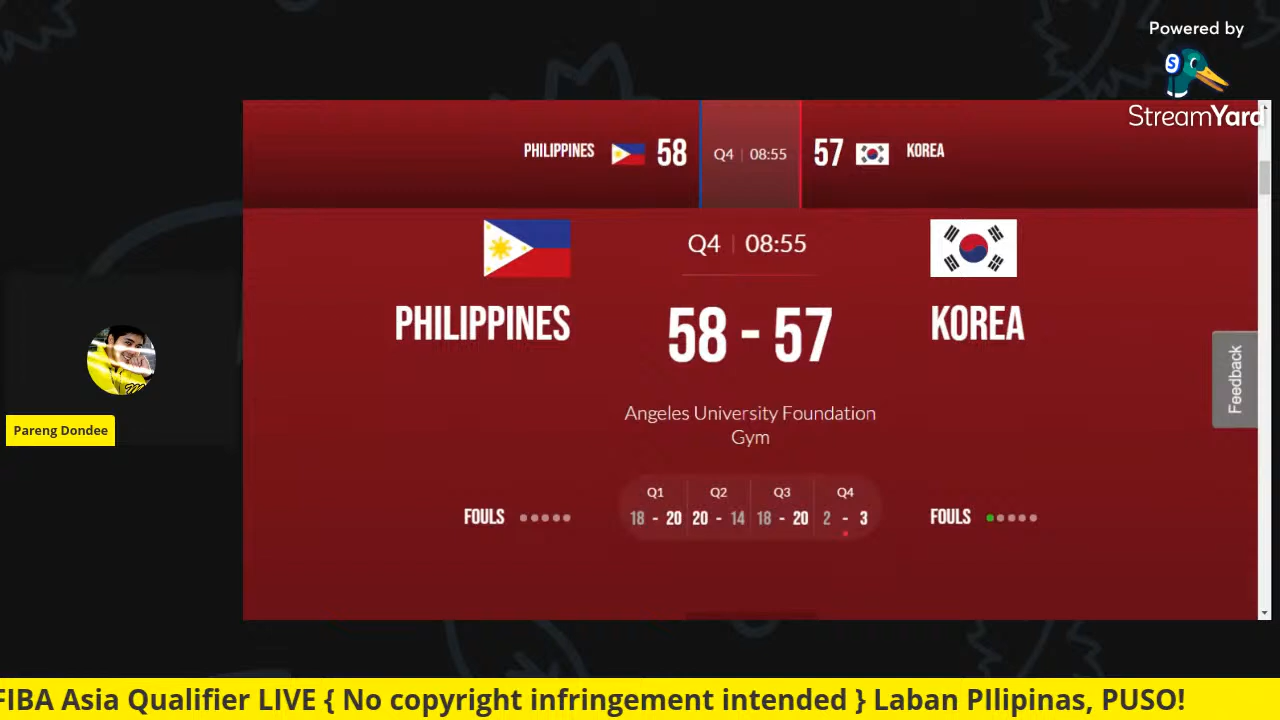 Powered by
StreamYard
PHILIPPINES 58 Q4 | 08:55 57 KOREA
Q4 | 08:55
PHILIPPINES 58 - 57 KOREA
Angeles University Foundation
Gym
Feedback
Pareng Dondee
Q1 Q2 Q3 Q4
FOULS 18 - 20 20 - 14 18 - 20 2 - 3 FOULS
FIBA Asia Qualifier LIVE { No copyright infringement intended } Laban PIlipinas, PUSO!